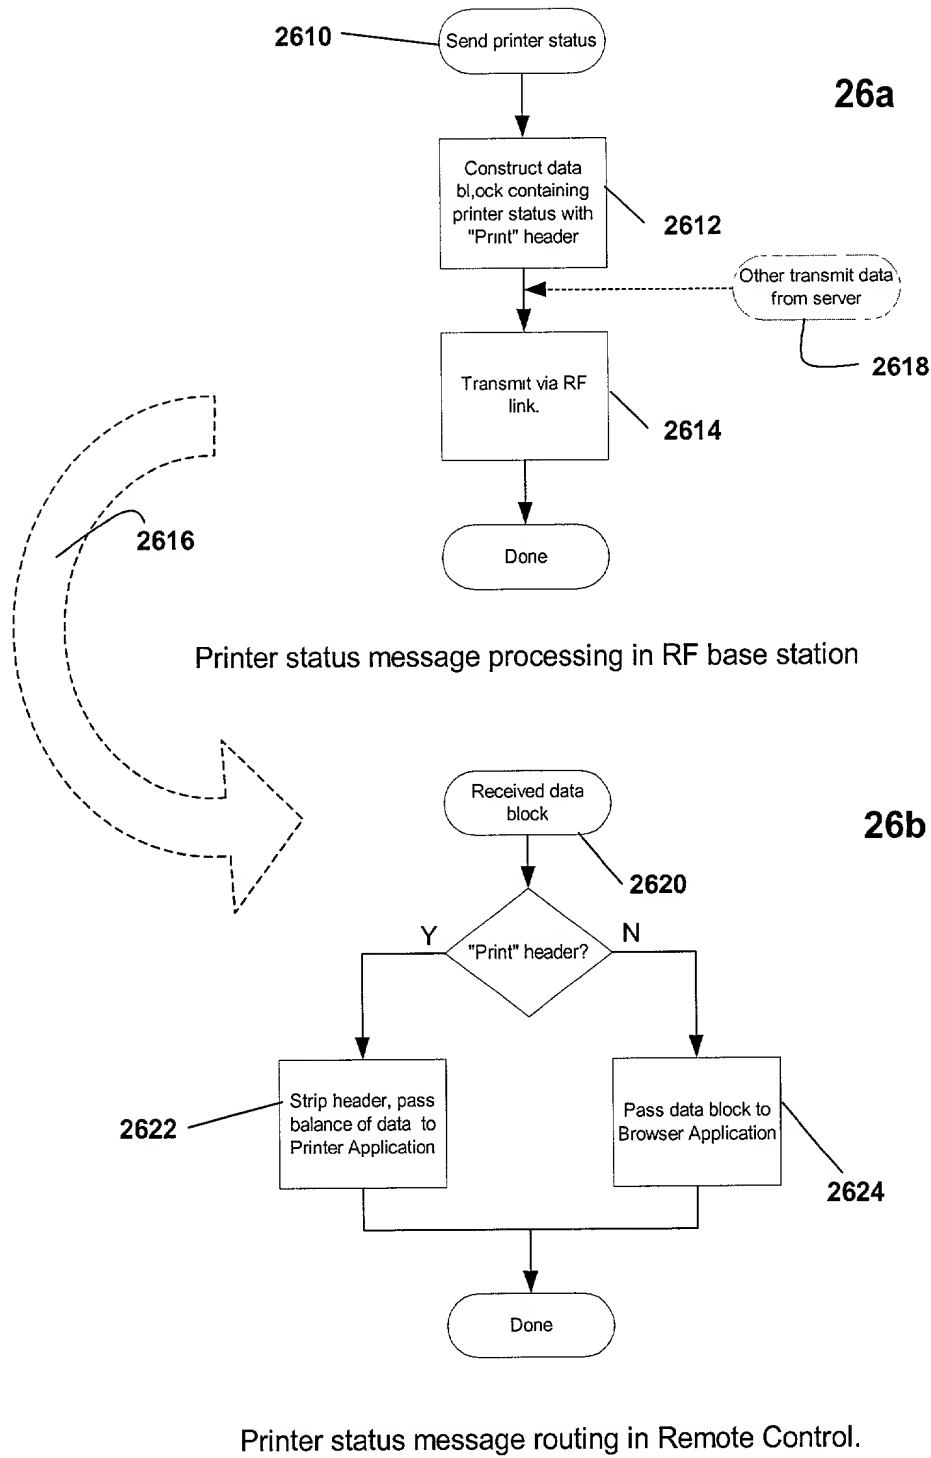 2610
Send printer status
26a
Construct data
bl,ock containing
printer status with
"Print" header
2612
Other transmit data
from server
2618
Transmit via RF
link.
2614
2616
Done
Printer status message processing in RF base station
Received data
block
26b
2620
Y
"Print" header?
N
Strip header, pass
balance of data to
Printer Application
2622
Pass data block to
Browser Application
2624
Done
Printer status message routing in Remote Control.